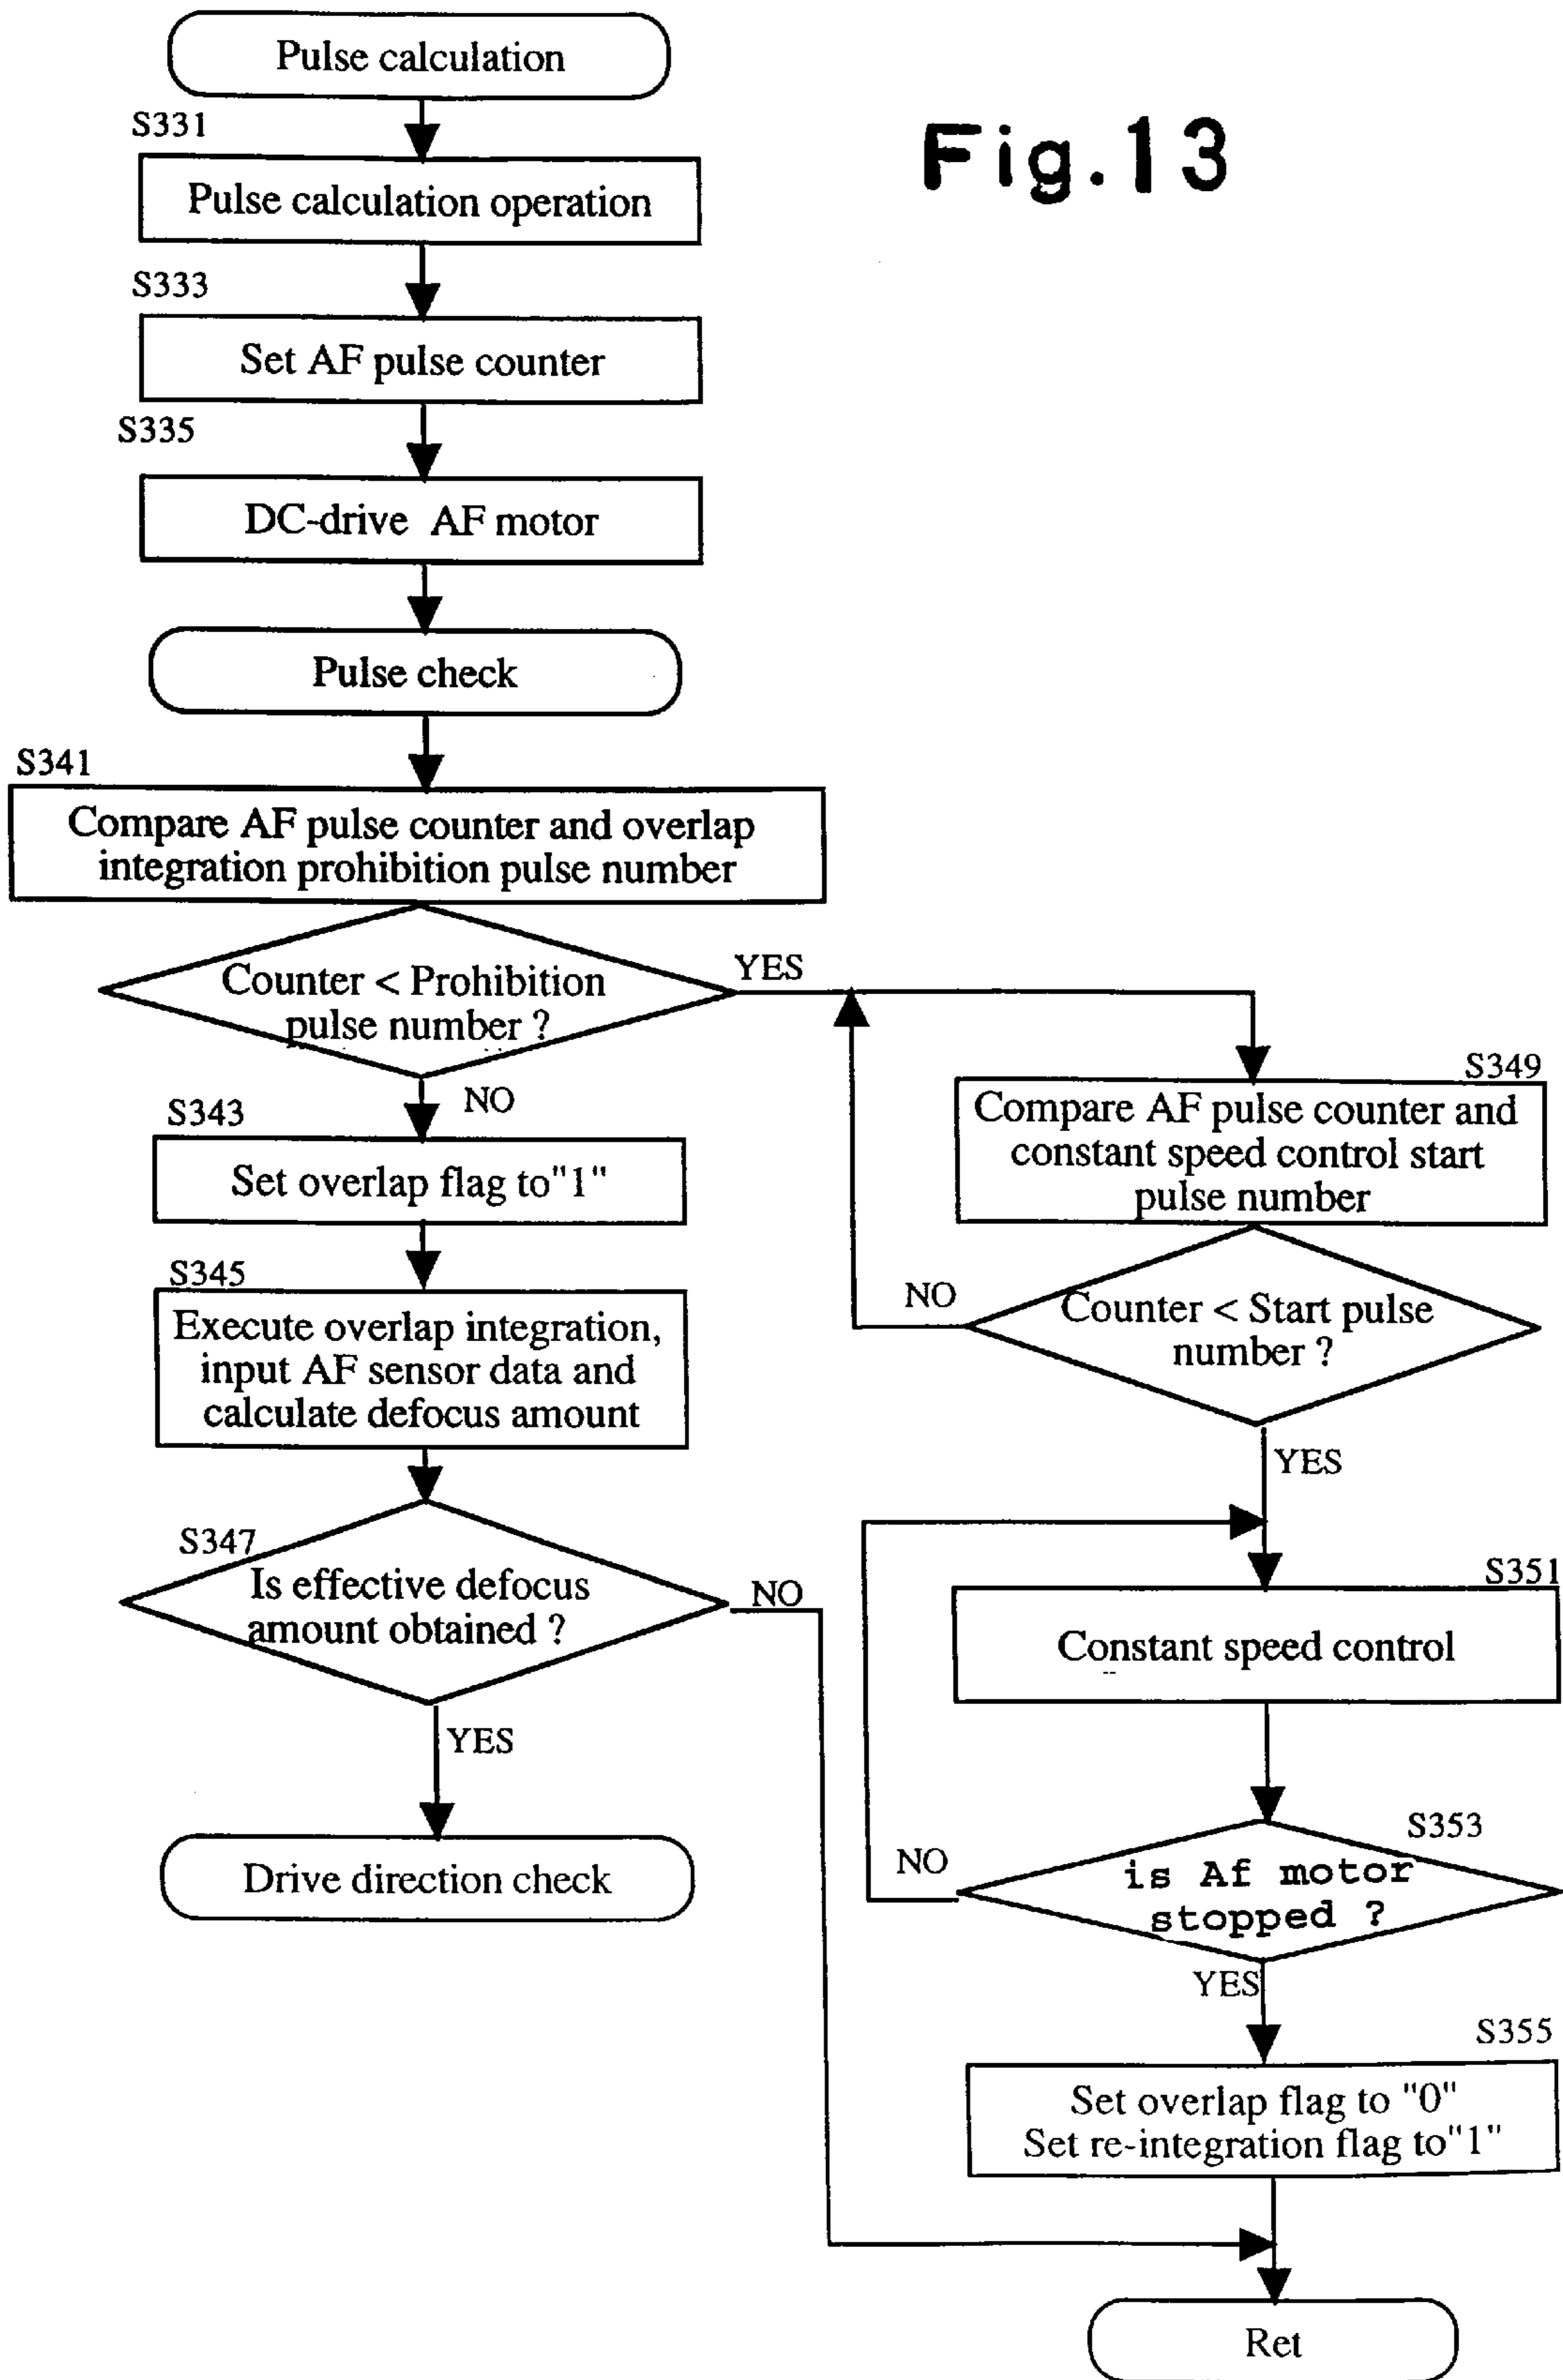 Pulse calculation
Fig.13
S331
Pulse calculation operation
S333
Set AF pulse counter
S335
DC-drive AF motor
Pulse check
S341
Compare AF pulse counter and overlap
integration prohibition pulse number
Counter < Prohibition
pulse number ?
YES
NO
S343
Set overlap flag to"1"
S345
Execute overlap integration,
input AF sensor data and
calculate defocus amount
S347
Is effective defocus
amount obtained ?
NO
YES
Drive direction check
S349
Compare AF pulse counter and
constant speed control start
pulse number
NO
Counter < Start pulse
number ?
YES
S351
Constant speed control
S353
NO
is Af motor
stopped ?
YES
S355
Set overlap flag to "0"
Set re-integration flag to"1"
Ret